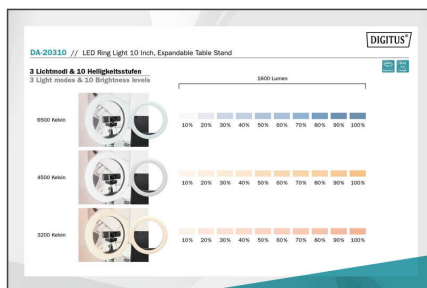 DIGITUS®
DA-20310 // LED Ring Light 10 Inch, Expandable Table Stand
3 Lichtmodi & 10 Helligkeitsstufen
3 Light modes & 10 Brightness levels
1600 Lumen
6500 Kelvin
10% 20% 30% 40% 50% 60% 70% 80% 90% 100%
4500 Kelvin
10% 20% 30% 40% 50% 60% 70% 80% 90% 100%
3200 Kelvin
10% 20% 30% 40% 50% 60% 70% 80% 90% 100%